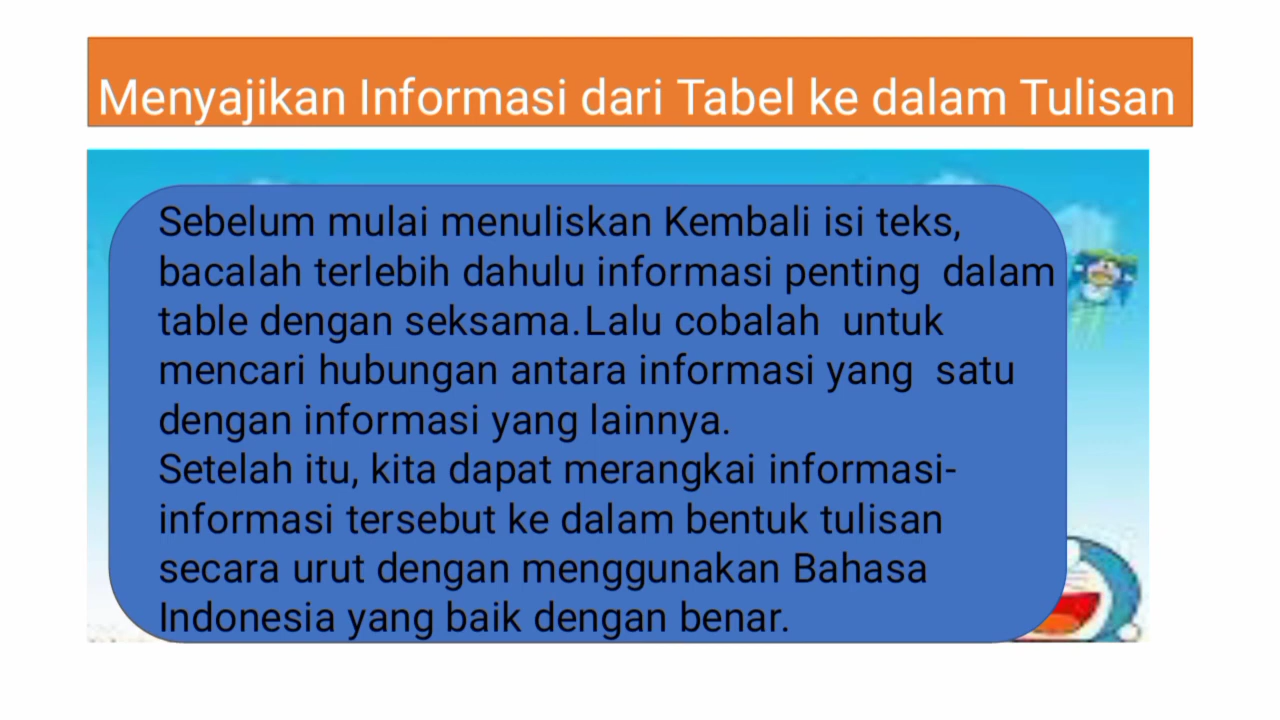 Menyajikan Informasi dari Tabel ke dalam Tulisan
Sebelum mulai menuliskan Kembali isi teks,
bacalah terlebih dahulu informasi penting  dalam
table dengan seksama.Lalu cobalah  untuk
mencari hubungan antara informasi yang  satu
dengan informasi yang lainnya.
Setelah itu, kita dapat merangkai informasi-
informasi tersebut ke dalam bentuk tulisan
secara urut dengan menggunakan Bahasa
Indonesia yang baik dengan benar.